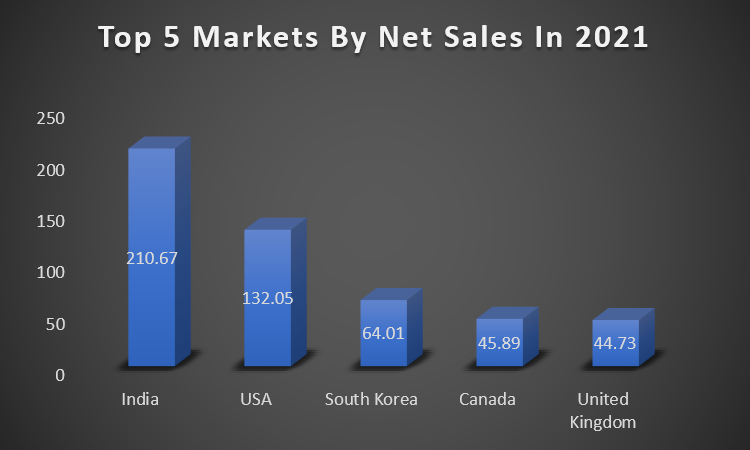 Top 5 Markets By Net Sales In 2021
250
200
150
100
50
0
210.67
132.05
64.01
45.89
44.73
India
USA
South Korea
Canada
United
Kingdom